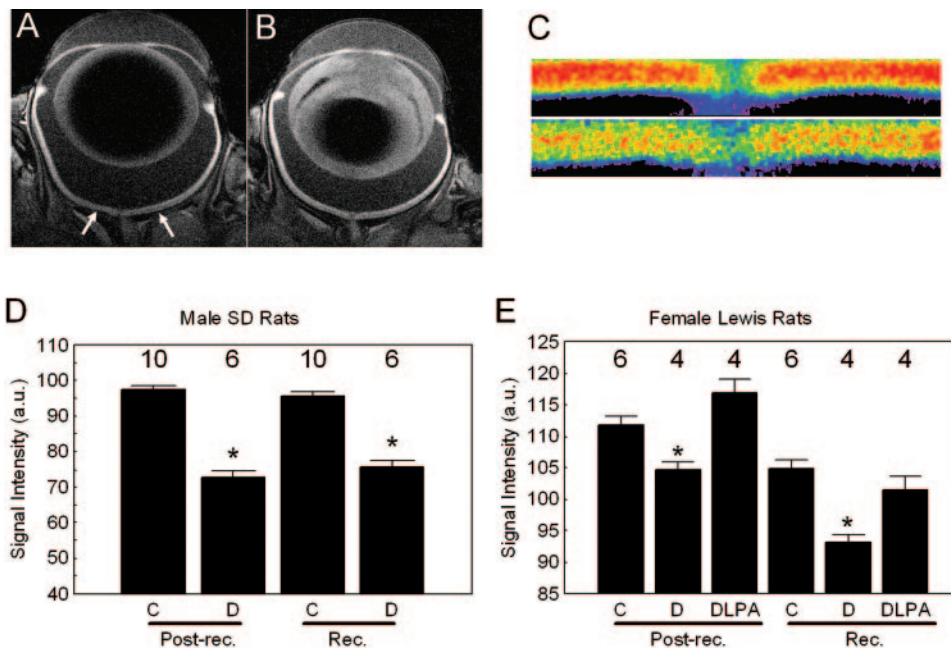 A
B
C
D
Male SD Rats
Signal Intensity (a.u.)
110
100
90
80
70
60
50
40
10
6
10
6
*
*
C
D
C
D
Post-rec.
Rec.
E
Female Lewis Rats
Signal Intensity (a.u.)
125
120
115
110
105
100
95
90
85
6
4
4
6
4
4
*
*
C
D
DLPA
C
D
DLPA
Post-rec.
Rec.